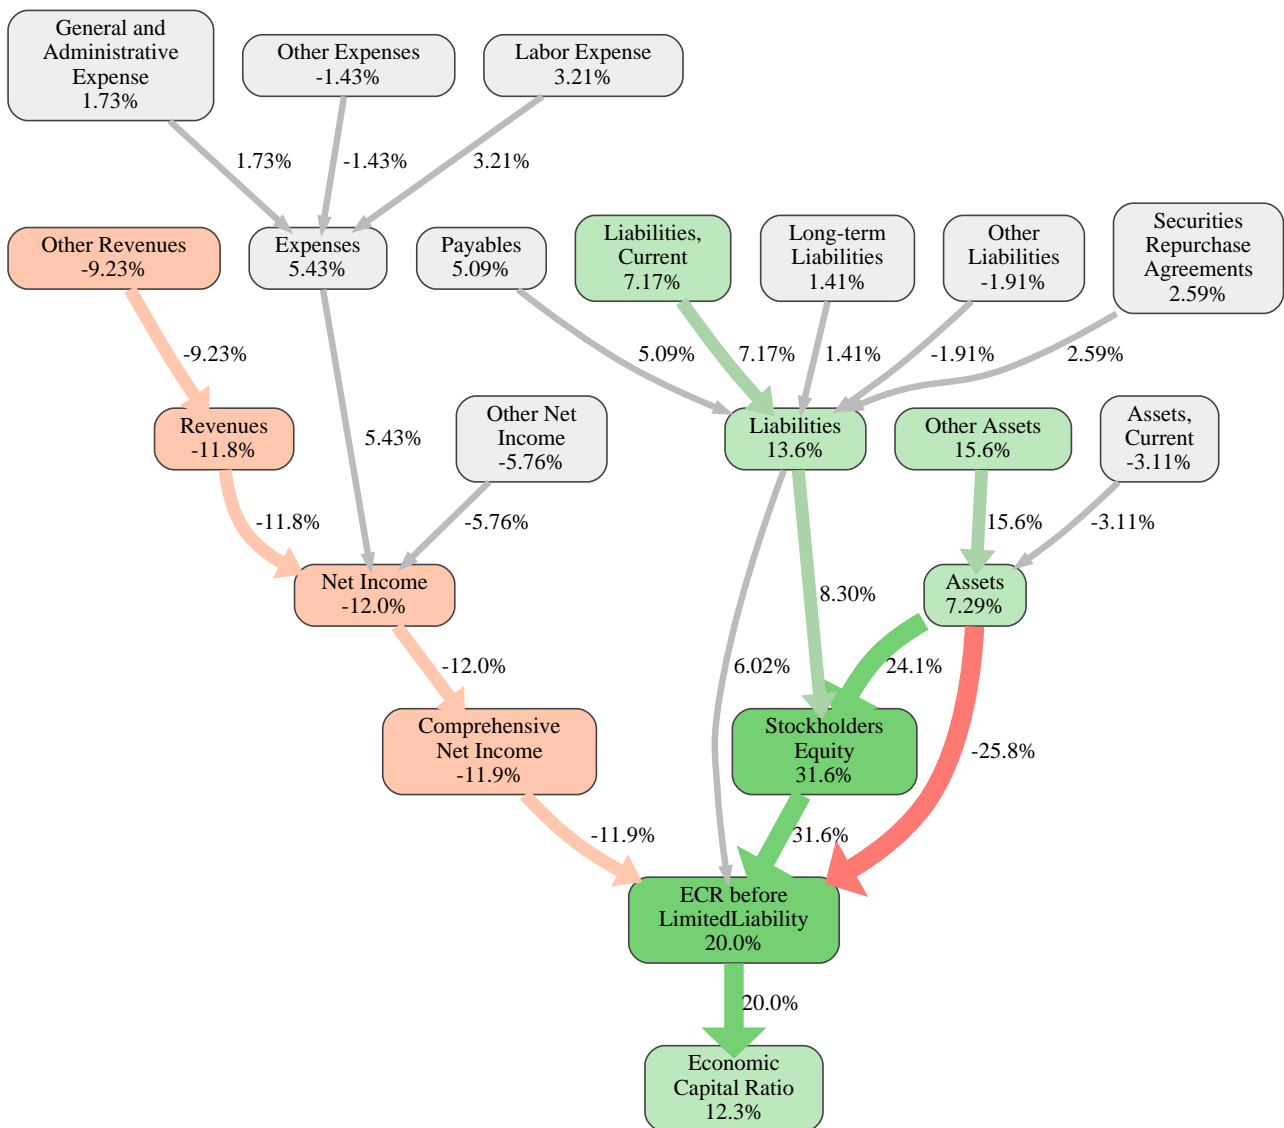 General and
Administrative
Expense
1.73%
Other Expenses
-1.43%
Labor Expense
3.21%
1.73%
-1.43%
3.21%
Other Revenues
-9.23%
Expenses
5.43%
Payables
5.09%
Liabilities,
Current
7.17%
Long-term
Liabilities
1.41%
Other
Liabilities
-1.91%
Securities
Repurchase
Agreements
2.59%
-9.23%
5.09%
7.17%
1.41%
-1.91%
2.59%
Revenues
-11.8%
5.43%
Other Net
Income
-5.76%
Liabilities
13.6%
Other Assets
15.6%
Assets,
Current
-3.11%
-11.8%
-5.76%
15.6%
-3.11%
Net Income
-12.0%
8.30%
Assets
7.29%
-12.0%
6.02%
24.1%
Comprehensive
Net Income
-11.9%
Stockholders
Equity
31.6%
-25.8%
-11.9%
31.6%
ECR before
LimitedLiability
20.0%
20.0%
Economic
Capital Ratio
12.3%